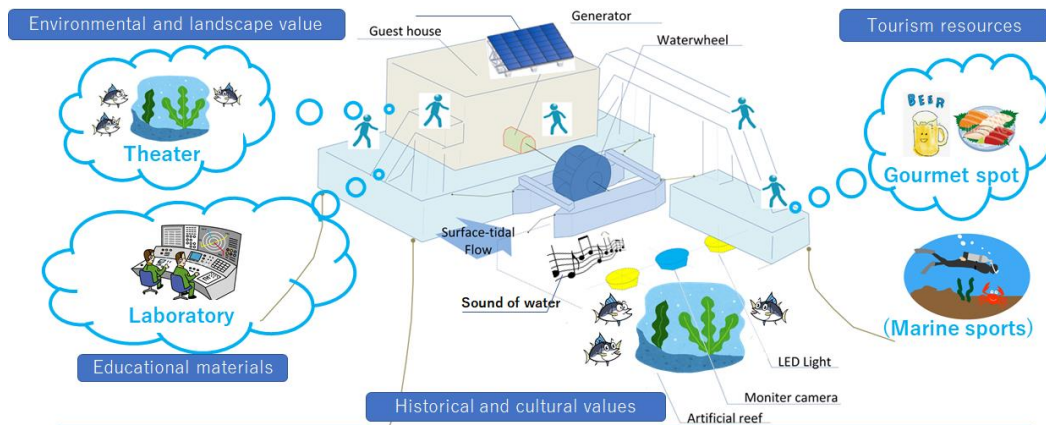 Environmental and landscape value
Generator
Guest house
Waterwheel
Tourism resources
Theater
BEER
Gourmet spot
Surface-tidal
Flow
Sound of water
Laboratory
(Marine sports)
Educational materials
LED Light
Moniter camera
Historical and cultural values
Artificial reef